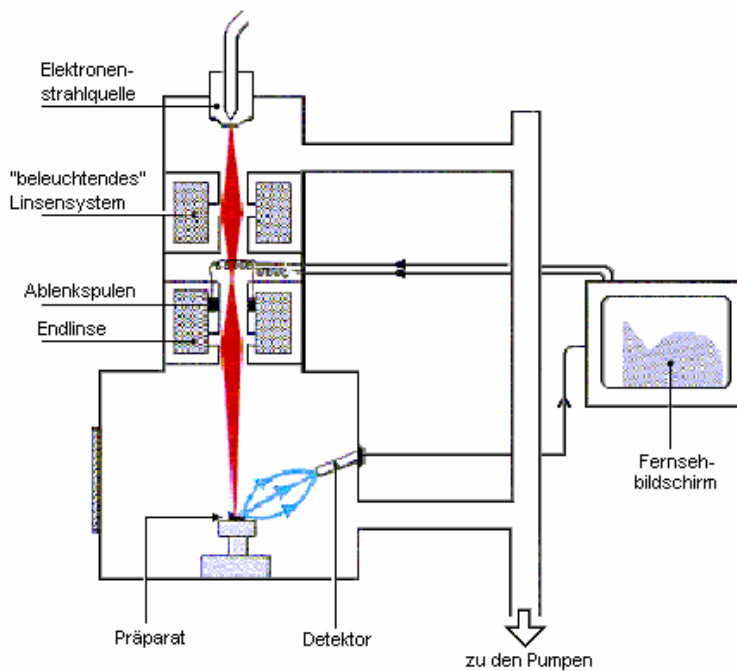 Elektronen-
strahlquelle
"beleuchtendes"
Linsensystem
Ablenkspulen
Endlinse
Fernseh-
bildschirm
Präparat
Detektor
zu den Pumpen